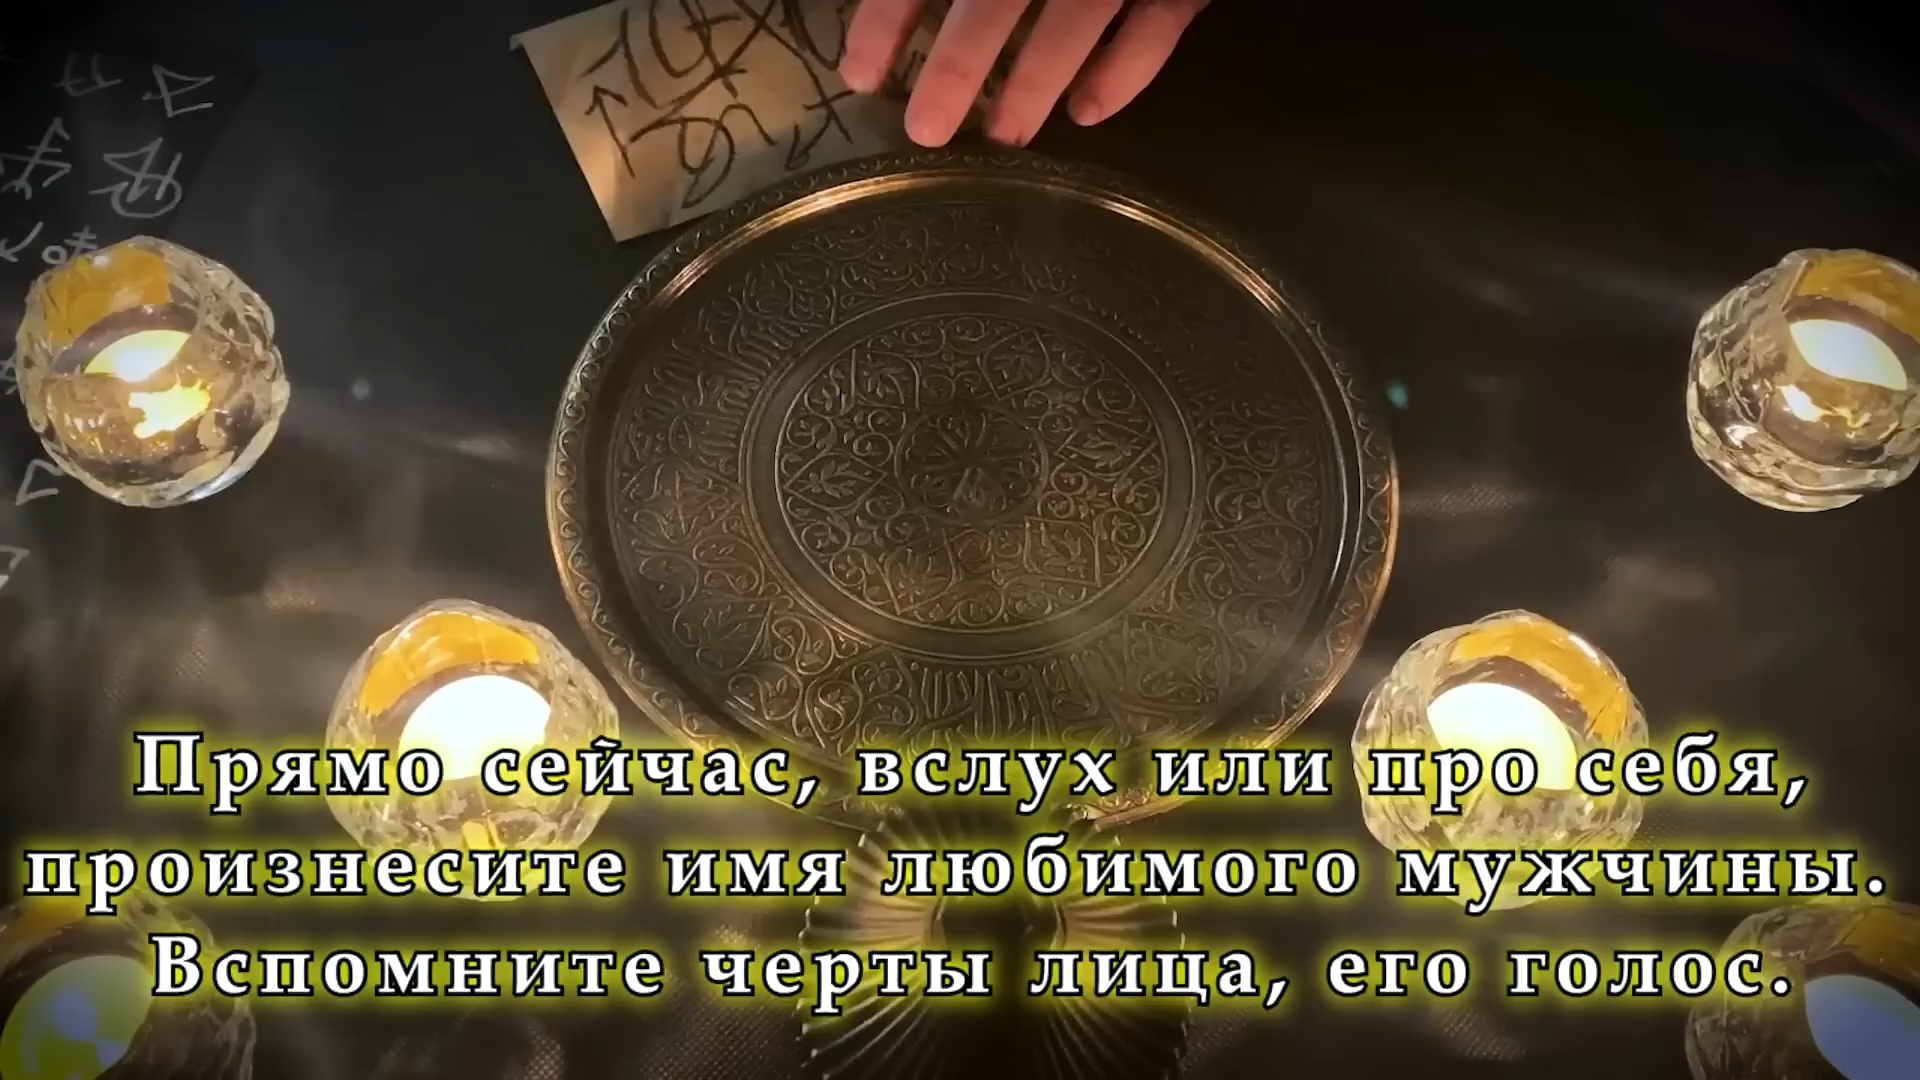 Прямо сейчас, вслух или про себя,
произнесите имя любимого мужчины.
Вспомните черты лица, его голос.